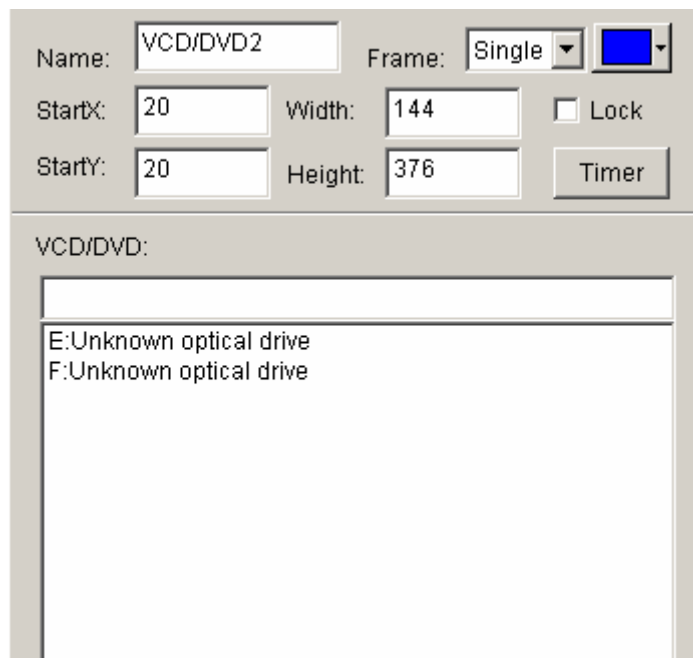 Name: VCD/DVD2 Frame: Single
StartX: 20 Width: 144 Lock
StartY: 20 Height: 376 Timer
VCD/DVD:
E:Unknown optical drive
F:Unknown optical drive